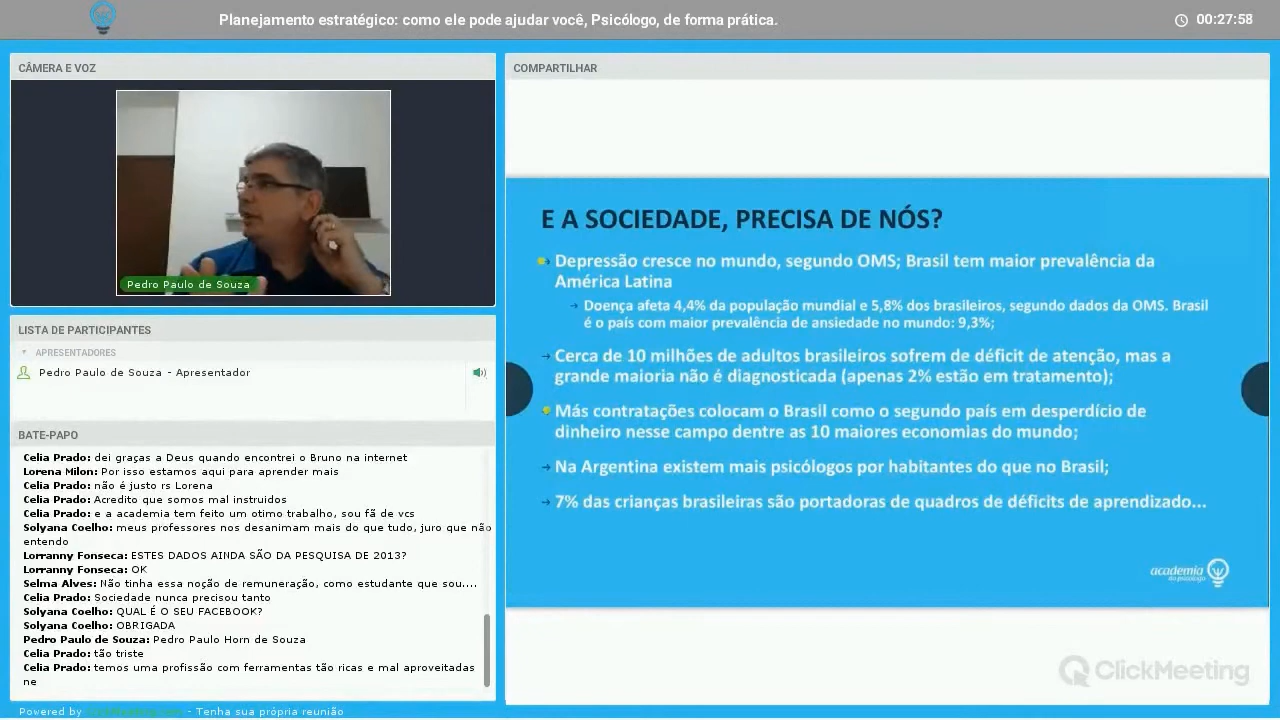 Planejamento estratégico: como ele pode ajudar você, Psicólogo, de forma prática.
00:27:58
CÂMERA E VOZ
Pedro Paulo de Souza
LISTA DE PARTICIPANTES
APRESENTADORES
Pedro Paulo de Souza - Apresentador
BATE-PAPO
Celia Prado: dei graças a Deus quando encontrei o Bruno na internet
Lorena Milon: Por isso estamos aqui para aprender mais
Celia Prado: não é justo rs Lorena
Celia Prado: Acredito que somos mal instruidos
Celia Prado: e a academia tem feito um otimo trabalho, sou fã de vcs
Solyana Coelho: meus professores nos desanimam mais do que tudo, juro que não
entendo
Lorranny Fonseca: ESTES DADOS AINDA SÃO DA PESQUISA DE 2013?
Lorranny Fonseca: OK
Selma Alves: Não tinha essa noção de remuneração, como estudante que sou....
Celia Prado: Sociedade nunca precisou tanto
Solyana Coelho: QUAL É O SEU FACEBOOK?
Solyana Coelho: OBRIGADA
Pedro Paulo de Souza: Pedro Paulo Horn de Souza
Celia Prado: tão triste
Celia Prado: temos uma profissão com ferramentas tão ricas e mal aproveitadas
ne
Powered by - Tenha sua própria reunião
COMPARTILHAR
E A SOCIEDADE, PRECISA DE NÓS?
Depressão cresce no mundo, segundo OMS; Brasil tem maior prevalência da
América Latina
Doença afeta 4,4% da população mundial e 5,8% dos brasileiros, segundo dados da OMS. Brasil
é o país com maior prevalência de ansiedade no mundo: 9,3%;
Cerca de 10 milhões de adultos brasileiros sofrem de déficit de atenção, mas a
grande maioria não é diagnosticada (apenas 2% estão em tratamento);
Más contratações colocam o Brasil como o segundo país em desperdício de
dinheiro nesse campo dentre as 10 maiores economias do mundo;
Na Argentina existem mais psicólogos por habitantes do que no Brasil;
7% das crianças brasileiras são portadoras de quadros de déficits de aprendizado...
academia
do psicólogo
ClickMeeting